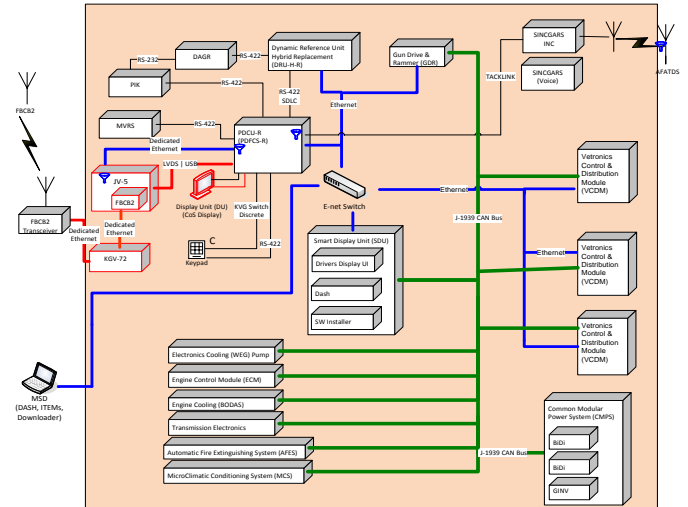 Dynamic Reference Unit
Hybrid Replacement
(DRU-H-R)
Gun Drive &
Rammer (GDR)
SINCGARS
INC
AFATDS
SINCGARS
(Voice)
TACKLINK
DAGR
RS-232
RS-422
PIK
RS-422
RS-422
SDLC
Ethernet
FBCB2
MVRS
RS-422
PDCU-R
(PDFCS-R)
Dedicated
Ethernet
LVDS | USB
JV-5
FBCB2
Display Unit (DU)
(CoS Display)
KVG Switch
Discrete
E-net Switch
Ethernet
Vetronics
Control &
Distribution
Module
(VCDM)
FBCB2
Transceiver
Dedicated
Ethernet
Dedicated
Ethernet
KGV-72
C
Keypad
RS-422
J-1939 CAN Bus
Smart Display Unit (SDU)
Drivers Display UI
Dash
SW Installer
Ethernet
Vetronics
Control &
Distribution
Module
(VCDM)
Vetronics
Control &
Distribution
Module
(VCDM)
MSD
(DASH, ITEMs,
Downloader)
Electronics Cooling (WEG) Pump
Engine Control Module (ECM)
Engine Cooling (BODAS)
Transmission Electronics
Automatic Fire Extinguishing System (AFES)
MicroClimatic Conditioning System (MCS)
J-1939 CAN Bus
Common Modular
Power System (CMPS)
BiDi
BiDi
GINV